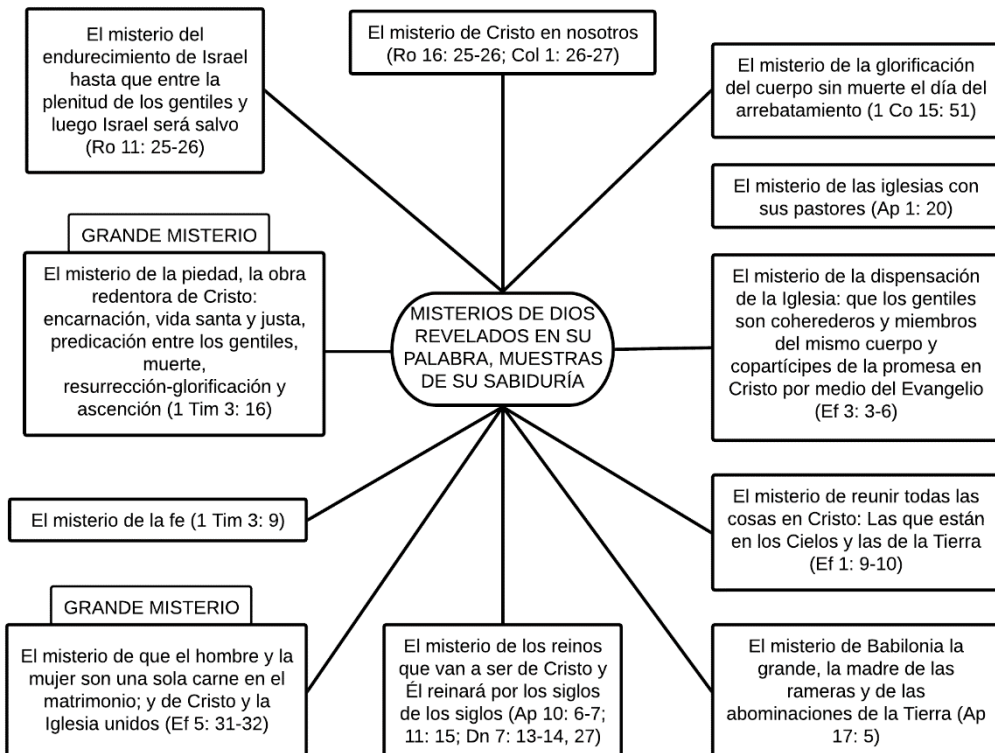 El misterio del
endurecimiento de Israel
hasta que entre la
plenitud de los gentiles y
luego Israel será salvo
(Ro 11: 25-26)
El misterio de Cristo en nosotros
(Ro 16: 25-26; Col 1: 26-27)
El misterio de la glorificación
del cuerpo sin muerte el día del
arrebatamiento (1 Co 15: 51)
El misterio de las iglesias con
sus pastores (Ap 1: 20)
GRANDE MISTERIO
El misterio de la piedad, la obra
redentora de Cristo:
encarnación, vida santa y justa,
predicación entre los gentiles,
muerte,
resurrección-glorificación y
ascención (1 Tim 3: 16)
MISTERIOS DE DIOS
REVELADOS EN SU
PALABRA, MUESTRAS
DE SU SABIDURÍA
El misterio de la dispensación
de la Iglesia: que los gentiles
son coherederos y miembros
del mismo cuerpo y
copartícipes de la promesa en
Cristo por medio del Evangelio
(Ef 3: 3-6)
El misterio de la fe (1 Tim 3: 9)
El misterio de reunir todas las
cosas en Cristo: Las que están
en los Cielos y las de la Tierra
(Ef 1: 9-10)
GRANDE MISTERIO
El misterio de que el hombre y la
mujer son una sola carne en el
matrimonio; y de Cristo y la
Iglesia unidos (Ef 5: 31-32)
El misterio de los reinos
que van a ser de Cristo y
Él reinará por los siglos
de los siglos (Ap 10: 6-7;
11: 15; Dn 7: 13-14, 27)
El misterio de Babilonia la
grande, la madre de las
rameras y de las
abominaciones de la Tierra (Ap
17: 5)